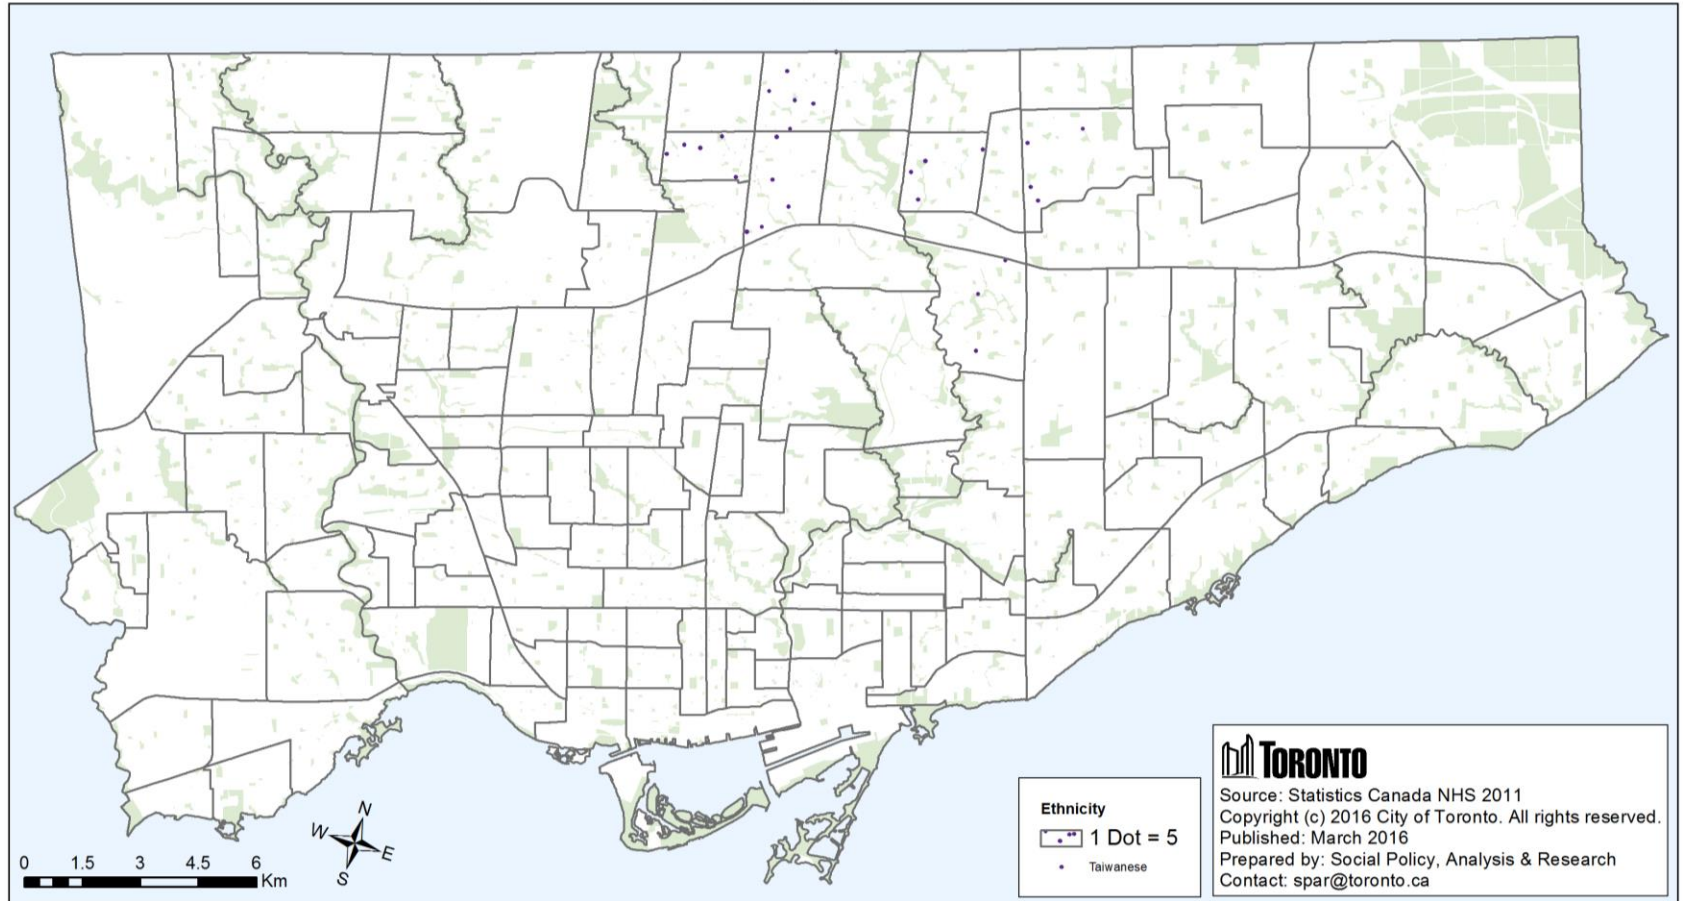 N
W
E
S
0 1.5 3 4.5 6
Km
Ethnicity
1 Dot = 5
Taiwanese
TORONTO
Source: Statistics Canada NHS 2011
Copyright (c) 2016 City of Toronto. All rights reserved.
Published: March 2016
Prepared by: Social Policy, Analysis & Research
Contact: spar@toronto.ca